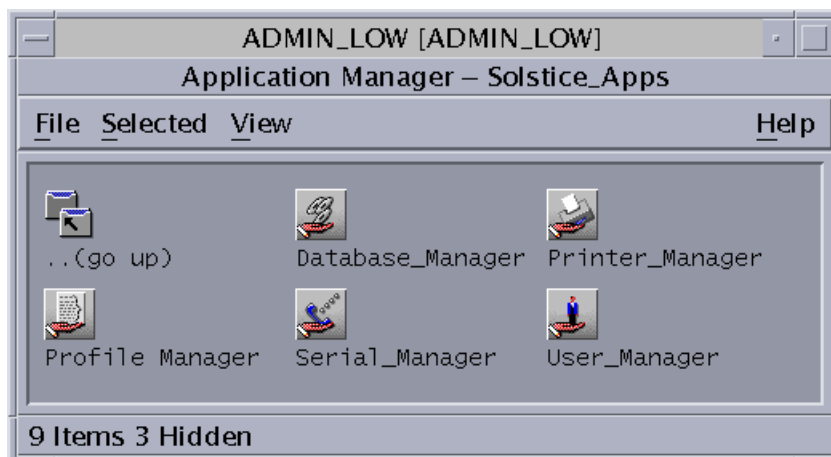 ADMIN_LOW [ADMIN_LOW]
Application Manager – Solstice_Apps
File Selected View Help
..(go up) Database_Manager Printer_Manager
Profile Manager Serial_Manager User_Manager
9 Items 3 Hidden